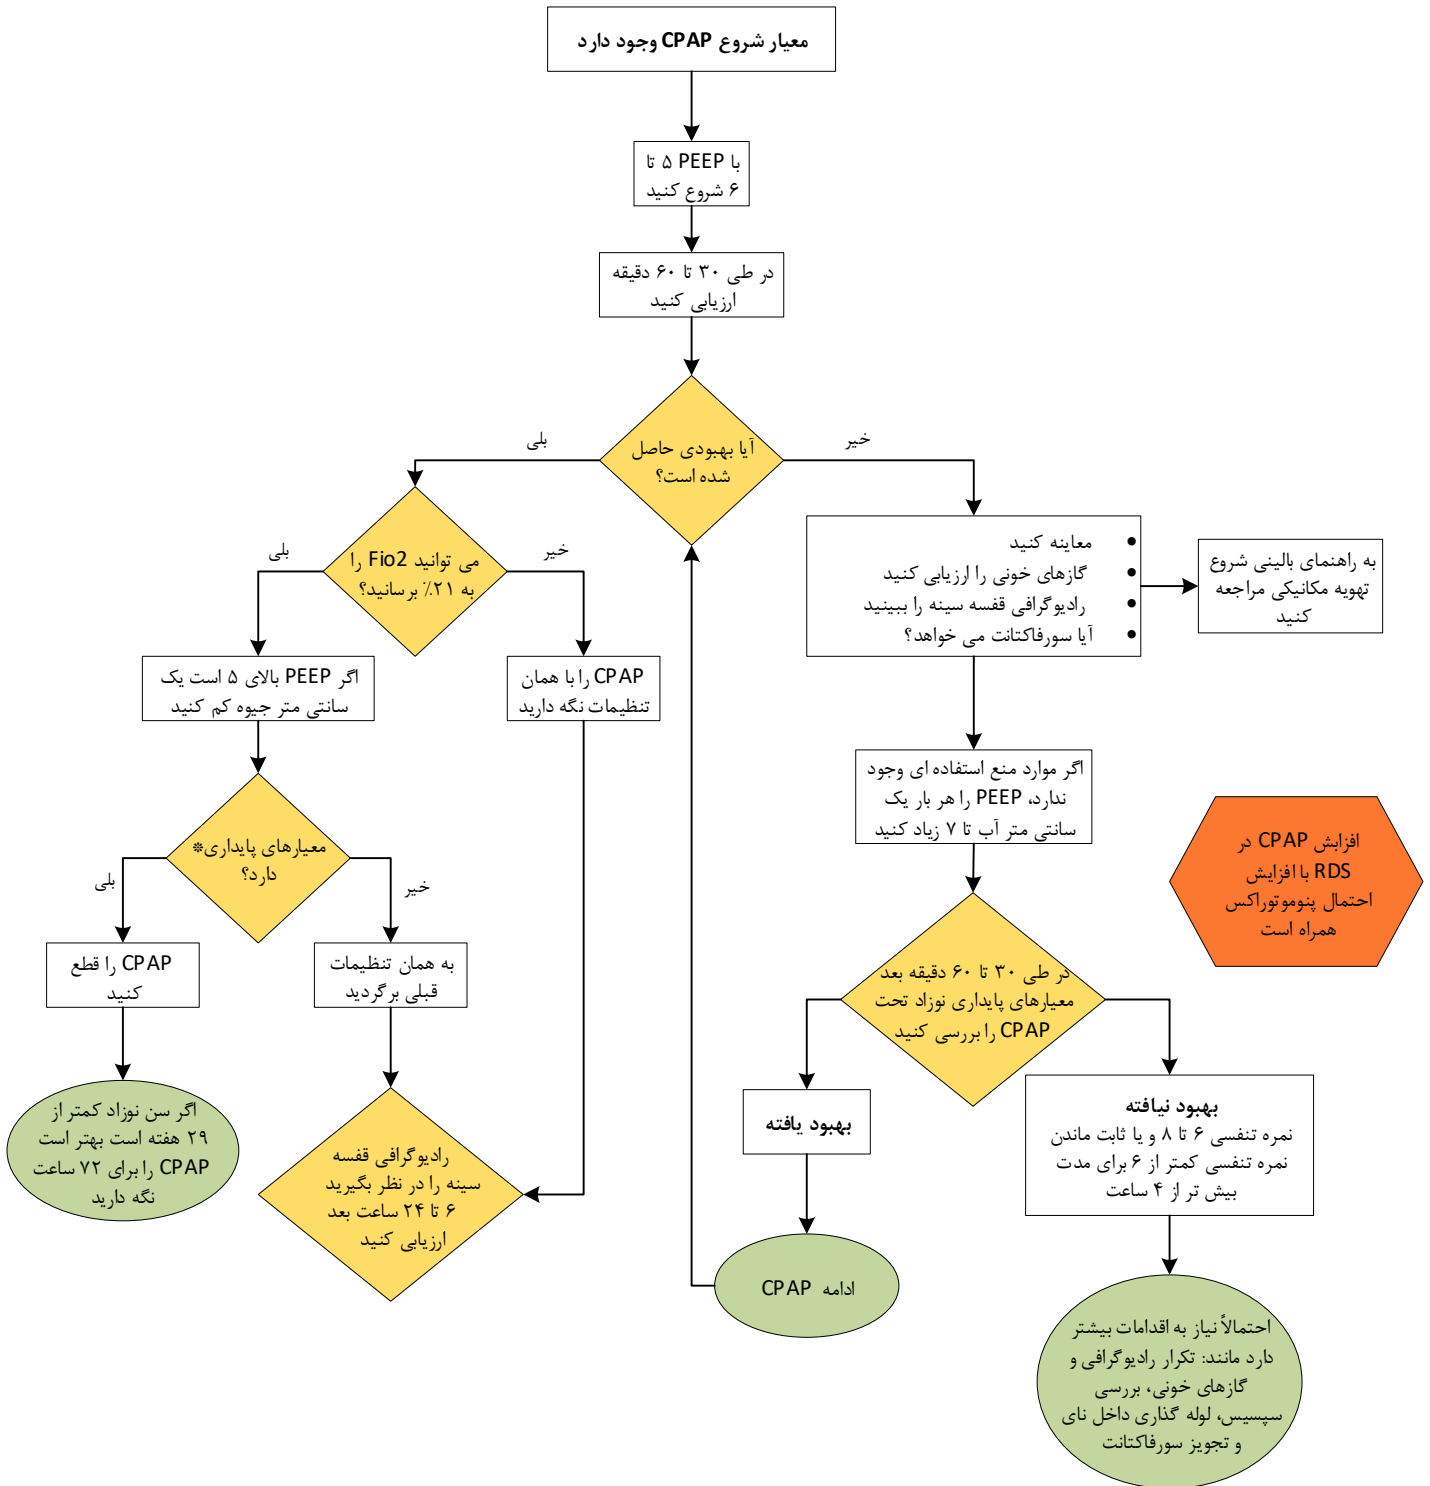 معیار شروع CPAP وجود دارد
با PEEP ۵ تا
۶ شروع کنید
در طی ۳۰ تا ۶۰ دقیقه
ارزیابی کنید
آیا بهبودی حاصل
شده است؟
خیر
بلی
• معاینه کنید
• گازهای خونی را ارزیابی کنید
• رادیوگرافی قفسه سینه را ببینید
• آیا سورفاکتانت می خواهد؟
به راهنمای بالینی شروع
تهویه مکانیکی مراجعه
کنید
می توانید Fio2 را
به ۲۱٪ برسانید؟
خیر
بلی
CPAP را با همان
تنظیمات نگه دارید
اگر PEEP بالای ۵ است یک
سانتی متر جیوه کم کنید
اگر موارد منع استفاده ای وجود
ندارد، PEEP را هر بار یک
سانتی متر آب تا ۷ زیاد کنید
افزابش CPAP در
RDS با افزایش
احتمال پنوموتوراکس
همراه است
معیارهای پایداری*
دارد؟
خیر
بلی
به همان تنظیمات
قبلی برگردید
CPAP را قطع
کنید
در طی ۳۰ تا ۶۰ دقیقه بعد
معیارهای پایداری نوزاد تحت
CPAP را بررسی کنید
بهبود نیافته
نمره تنفسی ۶ تا ۸ و یا ثابت ماندن
نمره تنفسی کمتر از ۶ برای مدت
بیش تر از ۴ ساعت
بهبود یافته
رادیوگرافی قفسه
سینه را در نظر بگیرید
۶ تا ۲۴ ساعت بعد
ارزیابی کنید
اگر سن نوزاد کمتر از
۲۹ هفته است بهتر است
CPAP را برای ۷۲ ساعت
نگه دارید
ادامه CPAP
احتمالاً نیاز به اقدامات بیشتر
دارد مانند: تکرار رادیوگرافی و
گازهای خونی، بررسی
سپسیس، لوله گذاری داخل نای
و تجویز سورفاکتانت